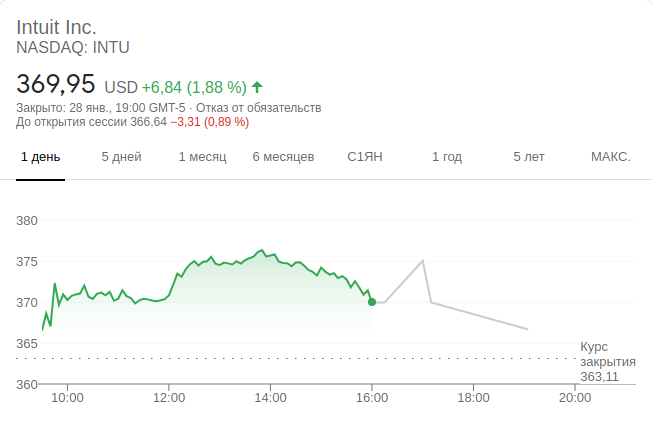 Intuit Inc.
NASDAQ: INTU
369,95 USD +6,84 (1,88 %)
Закрыто: 28 янв., 19:00 GMT-5 · Отказ от обязательств
До открытия сессии 366,64 −3,31 (0,89 %)
1 день 5 дней 1 месяц 6 месяцев С1ЯН 1 год 5 лет МАКС.
380
375
370
365
360
Курс
закрытия
363,11
10:00 12:00 14:00 16:00 18:00 20:00